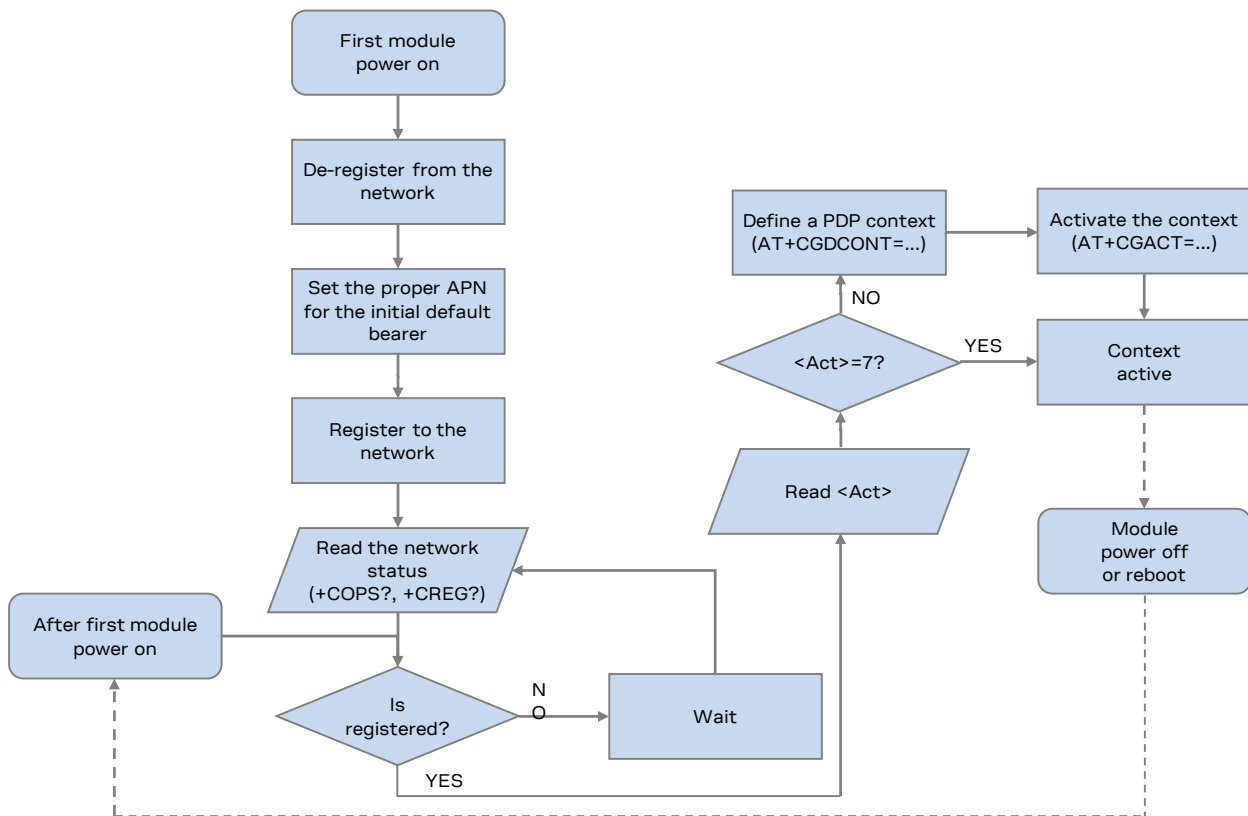 First module
power on
De-register from the
network
Set the proper APN
for the initial default
bearer
Register to the
network
Read the network
status
(+COPS?, +CREG?)
After first module
power on
Is
registered?
N
O
Wait
YES
Read <Act>
<Act>=7?
NO
YES
Define a PDP context
(AT+CGDCONT=...)
Activate the context
(AT+CGACT=...)
Context
active
Module
power off
or reboot